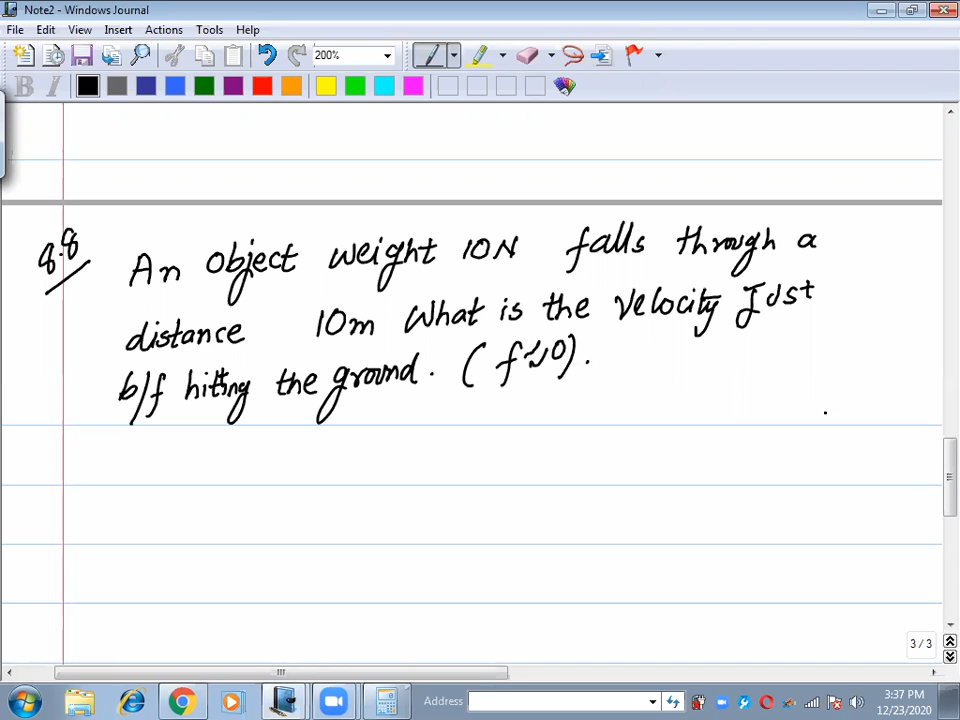 Note2 - Windows Journal
File Edit View Insert Actions Tools Help
200%
B I
8.8 An object weight 10N falls through a
distance 10m What is the velocity Just
b/f hitting the ground. (f≈0).
3 / 3
Address
3:37 PM
12/23/2020